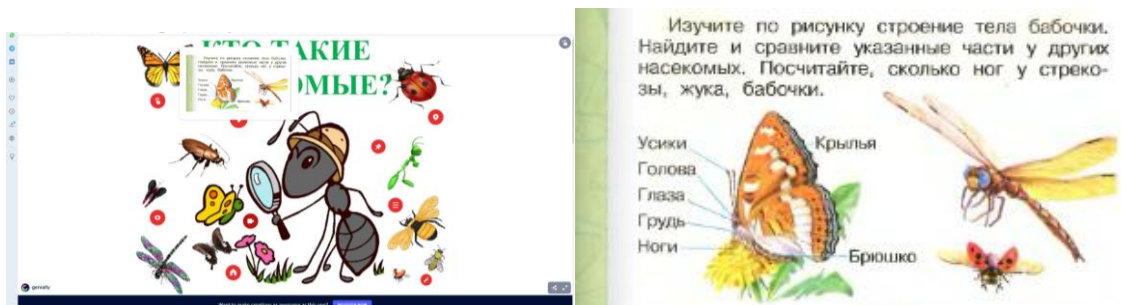 КТО ТАКИЕ
ОМЫЕ?
genially
Изучите по рисунку строение тела бабочки.
Найдите и сравните указанные части у других
насекомых. Посчитайте, сколько ног у стреко-
зы, жука, бабочки.
Усики
Крылья
Голова
Глаза
Грудь
Ноги
Брюшко